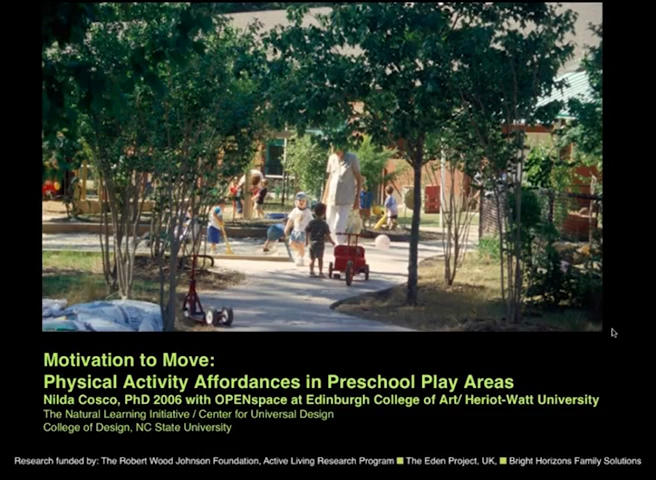 Motivation to Move:
Physical Activity Affordances in Preschool Play Areas
Nilda Cosco, PhD 2006 with OPENspace at Edinburgh College of Art/ Heriot-Watt University
The Natural Learning Initiative / Center for Universal Design
College of Design, NC State University
Research funded by: The Robert Wood Johnson Foundation, Active Living Research Program ■ The Eden Project, UK, ■ Bright Horizons Family Solutions